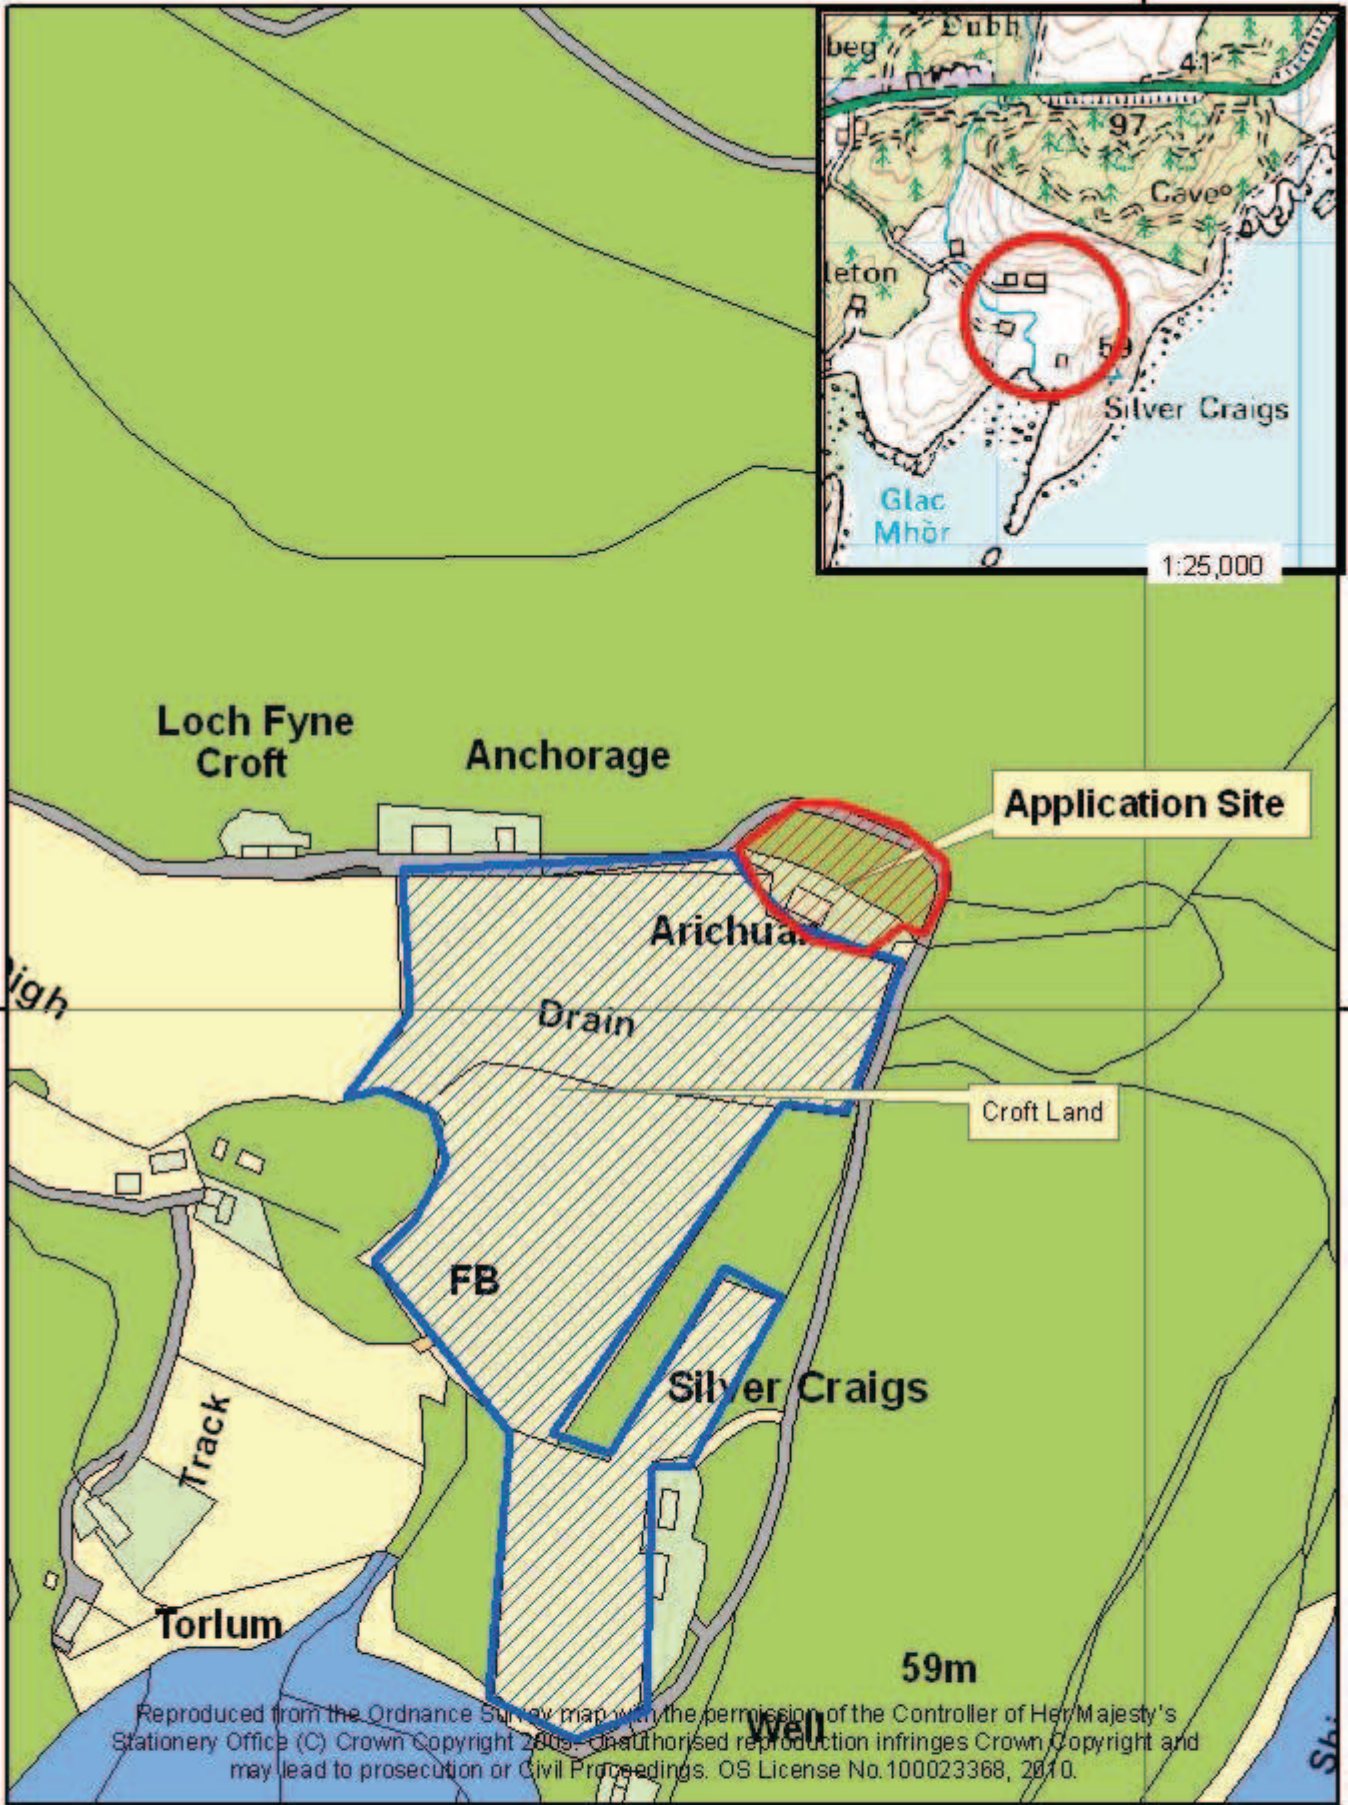 Dubh
beg
41
97
Cave
leton
59
Silver Craigs
Glac
Mhòr
1:25,000
Loch Fyne
Croft
Anchorage
Application Site
Drain
Croft Land
FB
Silver Craigs
Track
Torlum
59m
Well
Reproduced from the Ordnance Survey map with the permission of the Controller of Her Majesty's
Stationery Office (C) Crown Copyright 2009. Unauthorised reproduction infringes Crown Copyright and
may lead to prosecution or Civil Proceedings. OS License No.100023368, 2010.